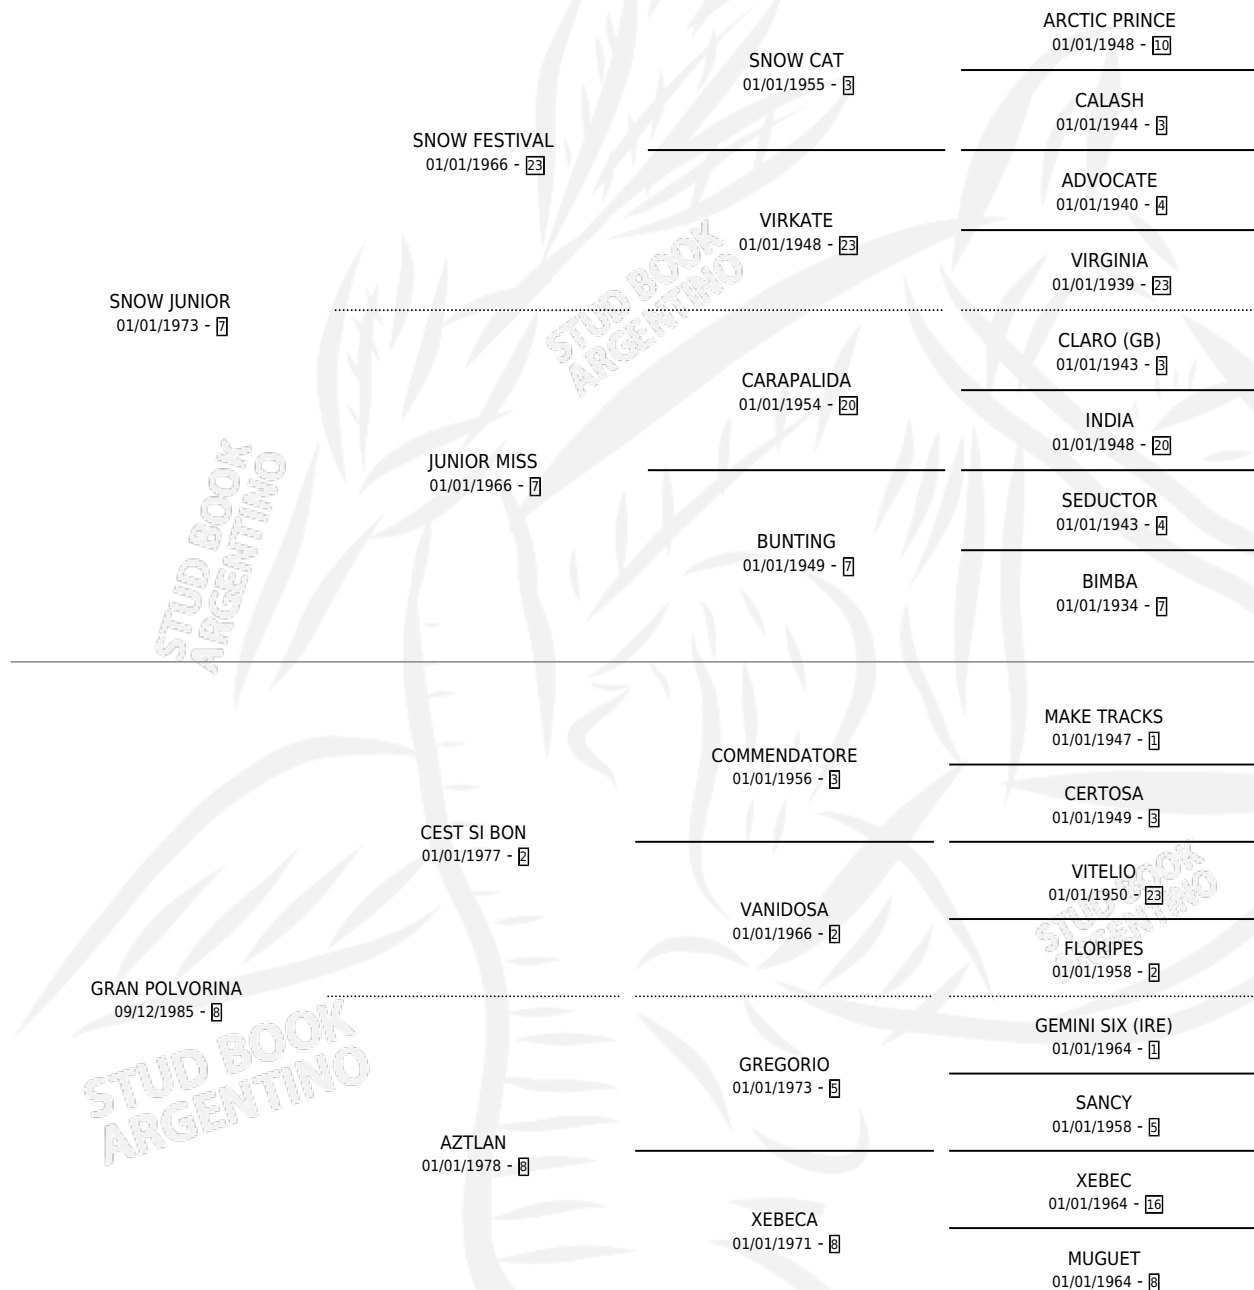 ARCTIC PRINCE
01/01/1948 - 10
SNOW CAT
01/01/1955 - 3
CALASH
01/01/1944 - 3
SNOW FESTIVAL
01/01/1966 - 23
ADVOCATE
01/01/1940 - 4
VIRKATE
01/01/1948 - 23
VIRGINIA
01/01/1939 - 23
SNOW JUNIOR
01/01/1973 - 7
STUD BOOK
ARGENTINO
CLARO (GB)
01/01/1943 - 3
CARAPALIDA
01/01/1954 - 20
INDIA
01/01/1948 - 20
JUNIOR MISS
01/01/1966 - 7
SEDUCTOR
01/01/1943 - 4
BUNTING
01/01/1949 - 7
BIMBA
01/01/1934 - 7
STUD BOOK
ARGENTINO
MAKE TRACKS
01/01/1947 - 1
COMMENDATORE
01/01/1956 - 3
CERTOSA
01/01/1949 - 3
CEST SI BON
01/01/1977 - 2
VITELIO
01/01/1950 - 23
STUD BOOK
ARGENTINO
VANIDOSA
01/01/1966 - 2
FLORIPES
01/01/1958 - 2
GRAN POLVORINA
09/12/1985 - 8
STUD BOOK
ARGENTINO
GEMINI SIX (IRE)
01/01/1964 - 1
GREGORIO
01/01/1973 - 5
SANCY
01/01/1958 - 5
AZTLAN
01/01/1978 - 8
XEBEC
01/01/1964 - 16
XEBECA
01/01/1971 - 8
MUGUET
01/01/1964 - 8